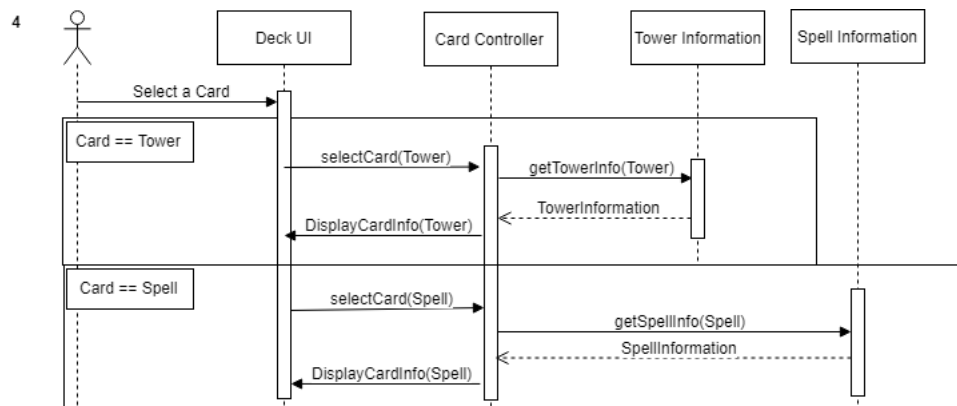 4
Deck UI
Card Controller
Tower Information
Spell Information
Select a Card
Card == Tower
selectCard(Tower)
getTowerInfo(Tower)
TowerInformation
DisplayCardInfo(Tower)
Card == Spell
selectCard(Spell)
getSpellInfo(Spell)
SpellInformation
DisplayCardInfo(Spell)